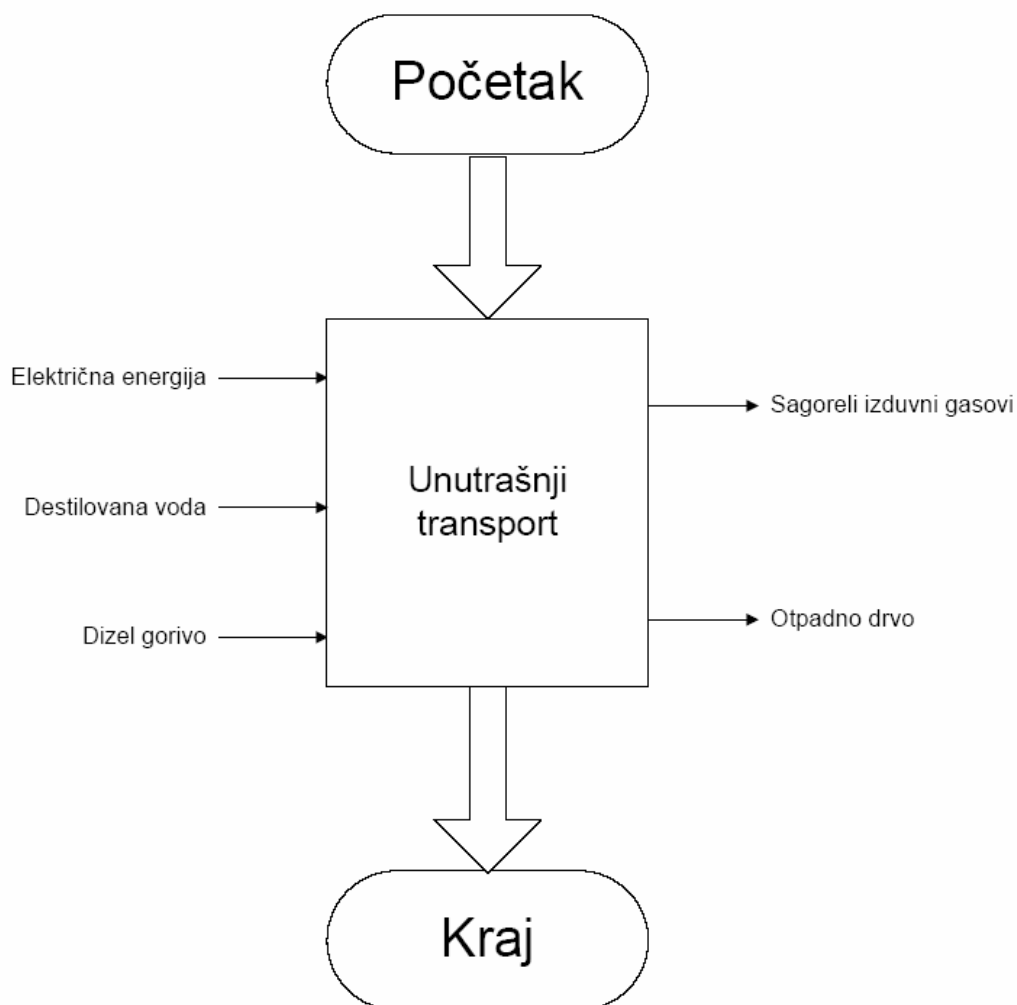 Početak
Električna energija
Sagoreli izduvni gasovi
Destilovana voda
Unutrašnji
transport
Dizel gorivo
Otpadno drvo
Kraj